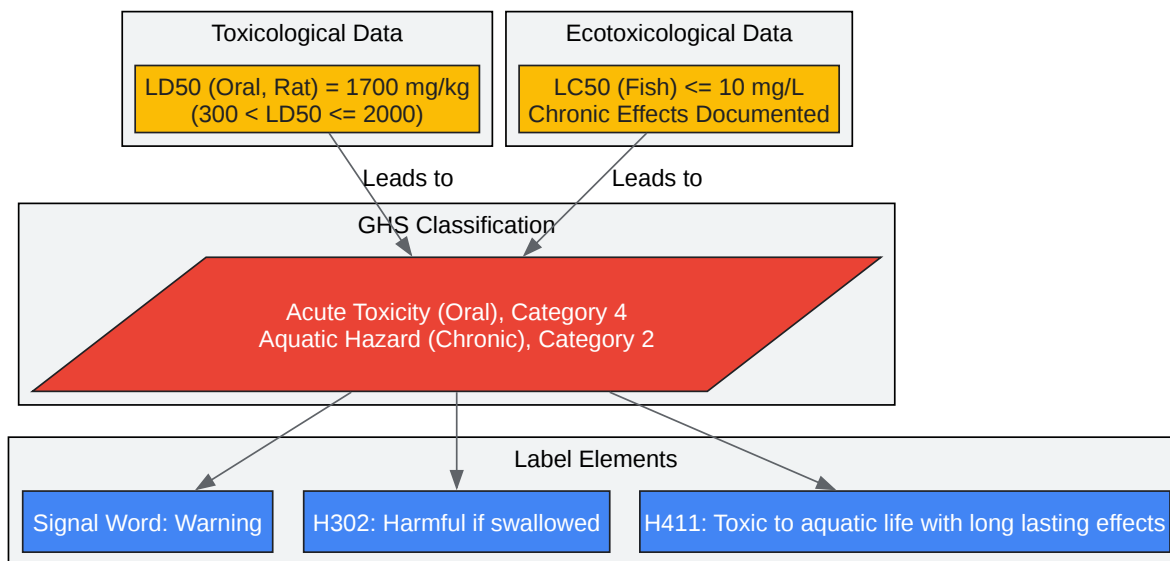 Toxicological Data
Ecotoxicological Data
LD50 (Oral, Rat) = 1700 mg/kg
(300 < LD50 <= 2000)
LC50 (Fish) <= 10 mg/L
Chronic Effects Documented
Leads to
Leads to
GHS Classification
Acute Toxicity (Oral), Category 4
Aquatic Hazard (Chronic), Category 2
Label Elements
Signal Word: Warning
H302: Harmful if swallowed
H411: Toxic to aquatic life with long lasting effects